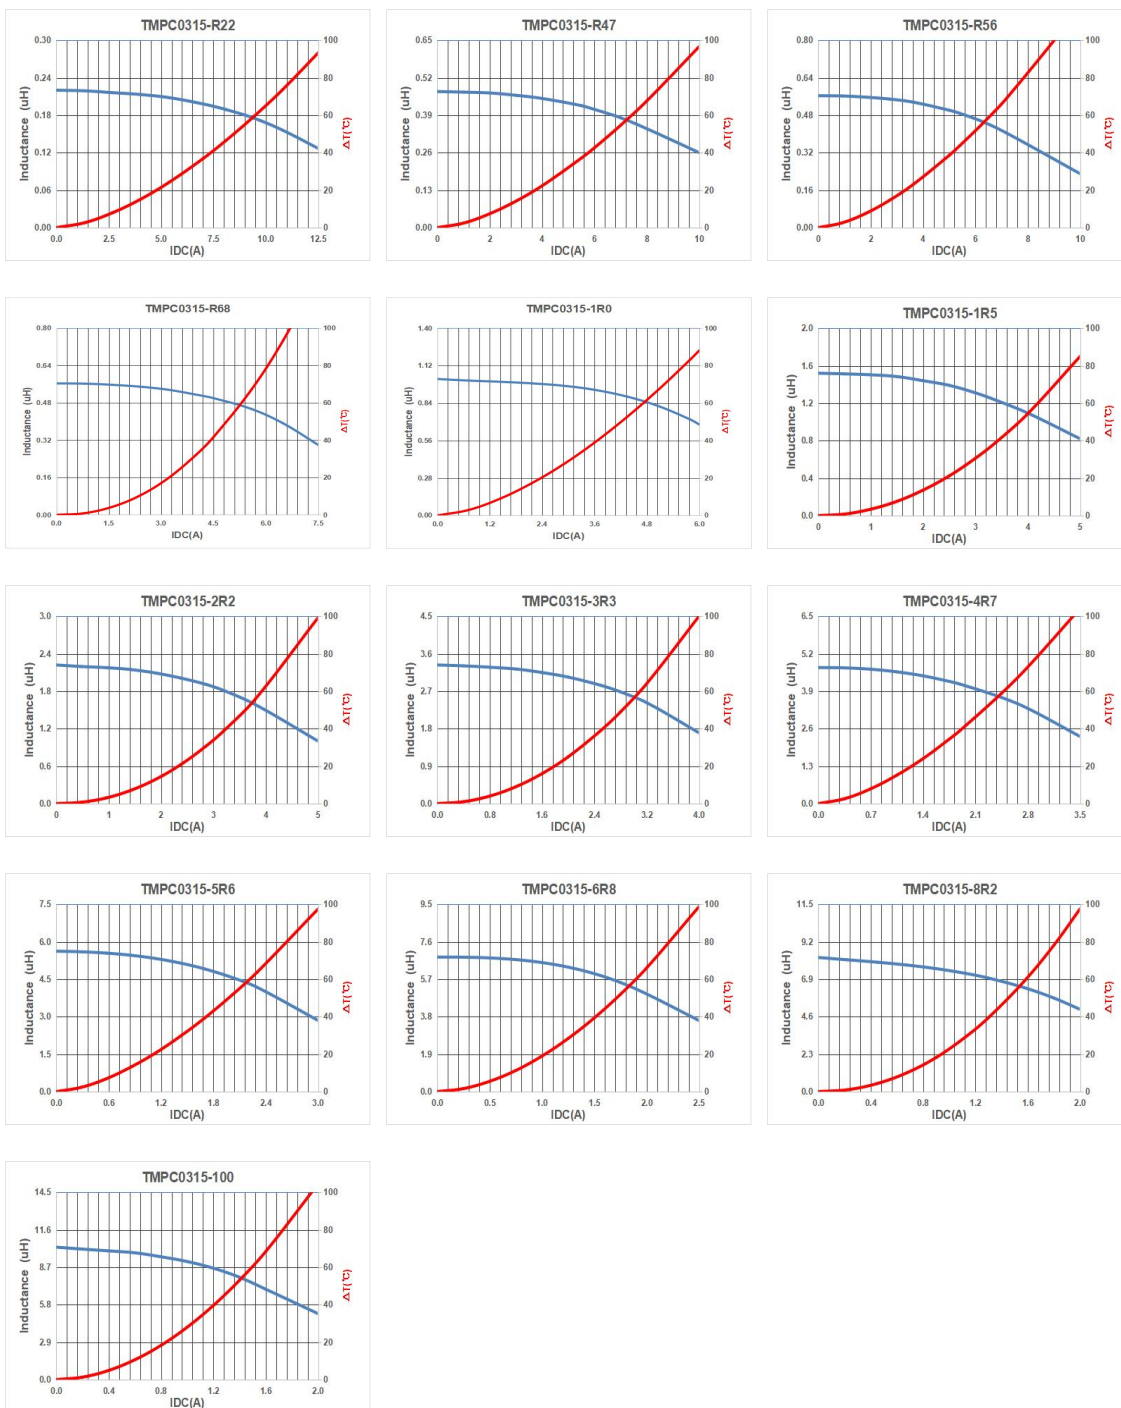 TMPC0315-R22
0.30
0.24
0.18
0.12
0.06
0.00
100
80
60
40
20
0
0.0 2.5 5.0 7.5 10.0 12.5
Inductance (uH)
ΔT(℃)
IDC(A)
TMPC0315-R47
0.65
0.52
0.39
0.26
0.13
0.00
100
80
60
40
20
0
0 2 4 6 8 10
Inductance (uH)
ΔT(℃)
IDC(A)
TMPC0315-R56
0.80
0.64
0.48
0.32
0.16
0.00
100
80
60
40
20
0
0 2 4 6 8 10
Inductance (uH)
ΔT(℃)
IDC(A)
TMPC0315-R68
0.80
0.64
0.48
0.32
0.16
0.00
100
80
60
40
20
0
0.0 1.5 3.0 4.5 6.0 7.5
Inductance (uH)
ΔT(℃)
IDC(A)
TMPC0315-1R0
1.40
1.12
0.84
0.56
0.28
0.00
100
80
60
40
20
0
0.0 1.2 2.4 3.6 4.8 6.0
Inductance (uH)
ΔT(℃)
IDC(A)
TMPC0315-1R5
2.0
1.6
1.2
0.8
0.4
0.0
100
80
60
40
20
0
0 1 2 3 4 5
Inductance (uH)
ΔT(℃)
IDC(A)
TMPC0315-2R2
3.0
2.4
1.8
1.2
0.6
0.0
100
80
60
40
20
0
0 1 2 3 4 5
Inductance (uH)
ΔT(℃)
IDC(A)
TMPC0315-3R3
4.5
3.6
2.7
1.8
0.9
0.0
100
80
60
40
20
0
0.0 0.8 1.6 2.4 3.2 4.0
Inductance (uH)
ΔT(℃)
IDC(A)
TMPC0315-4R7
6.5
5.2
3.9
2.6
1.3
0.0
100
80
60
40
20
0
0.0 0.7 1.4 2.1 2.8 3.5
Inductance (uH)
ΔT(℃)
IDC(A)
TMPC0315-5R6
7.5
6.0
4.5
3.0
1.5
0.0
100
80
60
40
20
0
0.0 0.6 1.2 1.8 2.4 3.0
Inductance (uH)
ΔT(℃)
IDC(A)
TMPC0315-6R8
9.5
7.6
5.7
3.8
1.9
0.0
100
80
60
40
20
0
0.0 0.5 1.0 1.5 2.0 2.5
Inductance (uH)
ΔT(℃)
IDC(A)
TMPC0315-8R2
11.5
9.2
6.9
4.6
2.3
0.0
100
80
60
40
20
0
0.0 0.4 0.8 1.2 1.6 2.0
Inductance (uH)
ΔT(℃)
IDC(A)
TMPC0315-100
14.5
11.6
8.7
5.8
2.9
0.0
100
80
60
40
20
0
0.0 0.4 0.8 1.2 1.6 2.0
Inductance (uH)
ΔT(℃)
IDC(A)